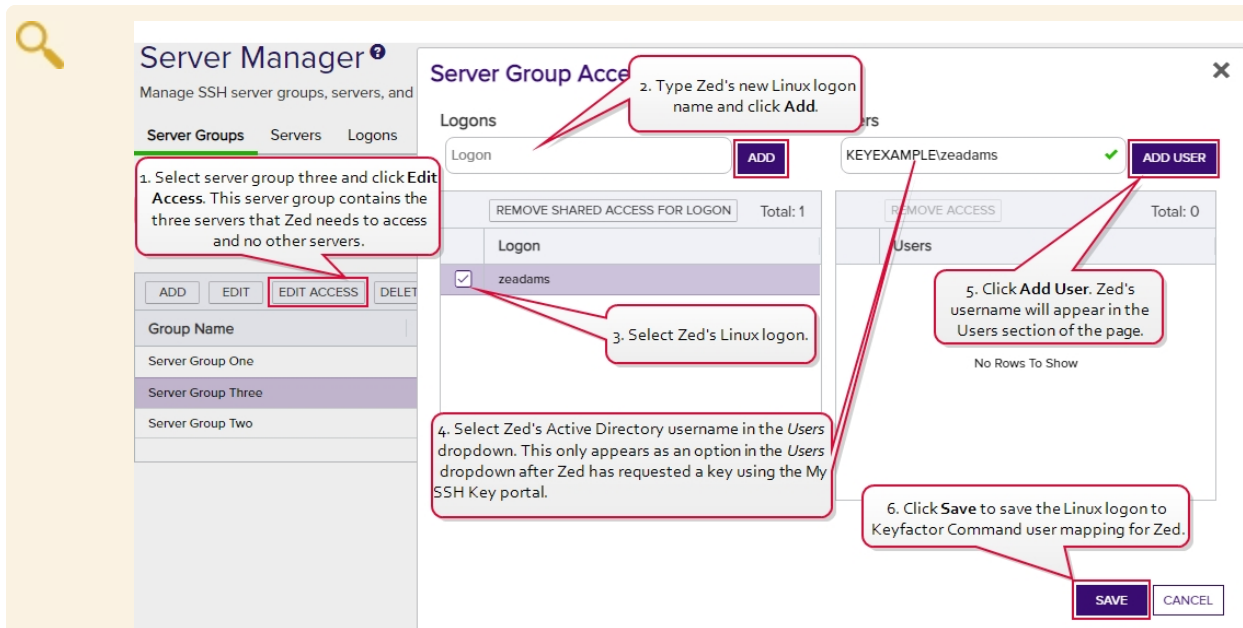 Server Manager ?
Manage SSH server groups, servers, and
Server Groups Servers Logons
1. Select server group three and click Edit
Access. This server group contains the
three servers that Zed needs to access
and no other servers.
ADD EDIT EDIT ACCESS DELET
Group Name
Server Group One
Server Group Three
Server Group Two
Server Group Acce
×
2. Type Zed's new Linux logon
name and click Add.
Logons
Logon
ADD
ers
KEYEXAMPLE\zeadams
ADD USER
REMOVE SHARED ACCESS FOR LOGON Total: 1
Logon
zeadams
3. Select Zed's Linux logon.
REMOVE ACCESS Total: 0
Users
5. Click Add User. Zed's
username will appear in the
Users section of the page.
No Rows To Show
4. Select Zed's Active Directory username in the Users
dropdown. This only appears as an option in the Users
dropdown after Zed has requested a key using the My
SSH Key portal.
6. Click Save to save the Linux logon to
Keyfactor Command user mapping for Zed.
SAVE CANCEL